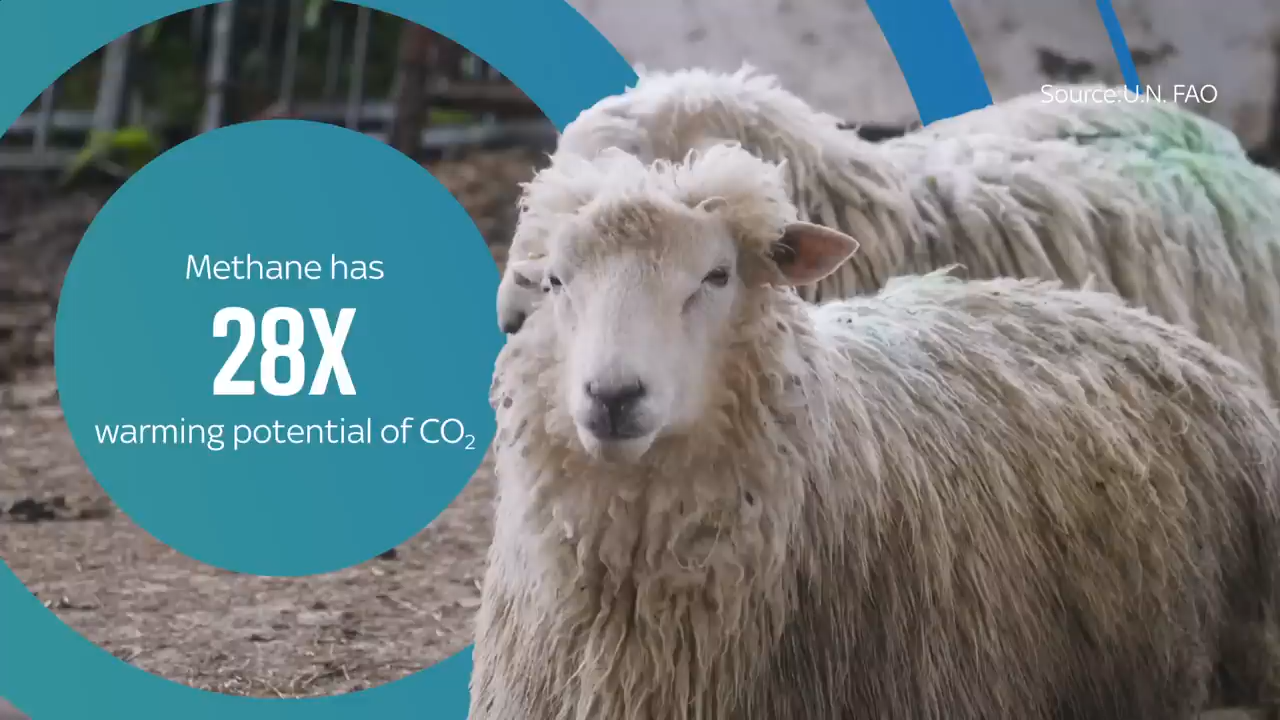 Source:U.N. FAO
Methane has
28X
warming potential of CO₂